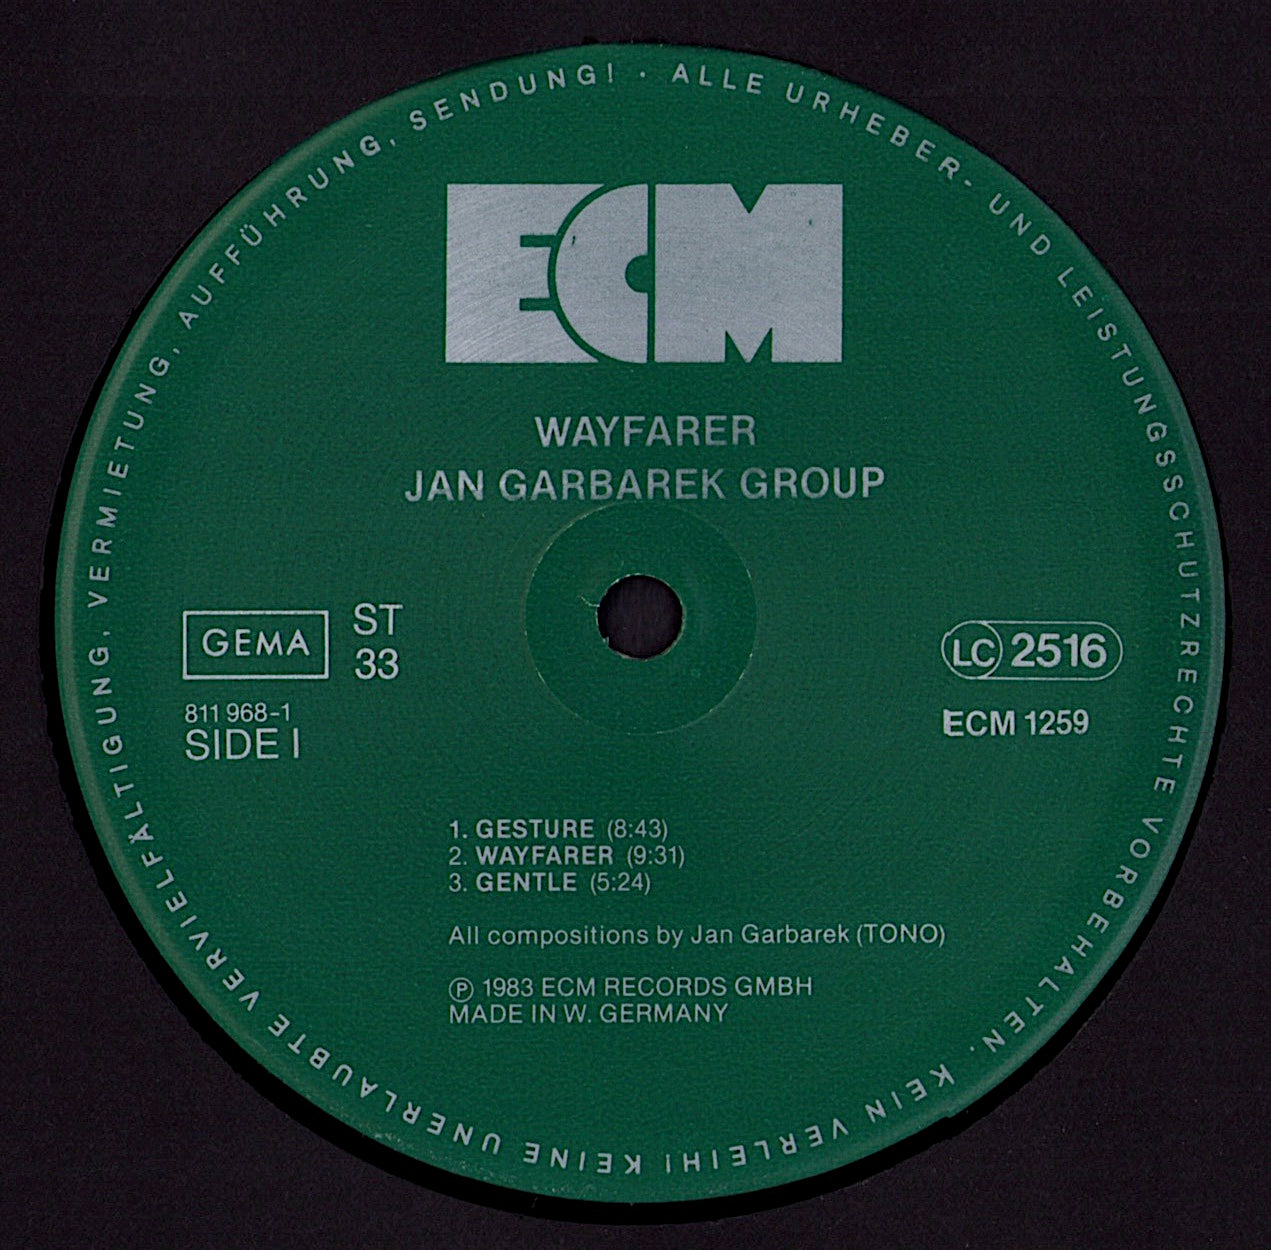 ALLE URHEBER- UND LEISTUNGSSCHUTZRECHTE VORBEHALTEN. KEIN VERLEIH! KEINE UNERLAUBTE VERVIELFÄLTIGUNG, VERMIETUNG, AUFFÜHRUNG, SENDUNG! ·
ECM
WAYFARER
JAN GARBAREK GROUP
GEMA
ST
33
811 968-1
SIDE I
LC 2516
ECM 1259
1. GESTURE (8:43)
2. WAYFARER (9:31)
3. GENTLE (5:24)
All compositions by Jan Garbarek (TONO)
Ⓟ 1983 ECM RECORDS GMBH
MADE IN W. GERMANY